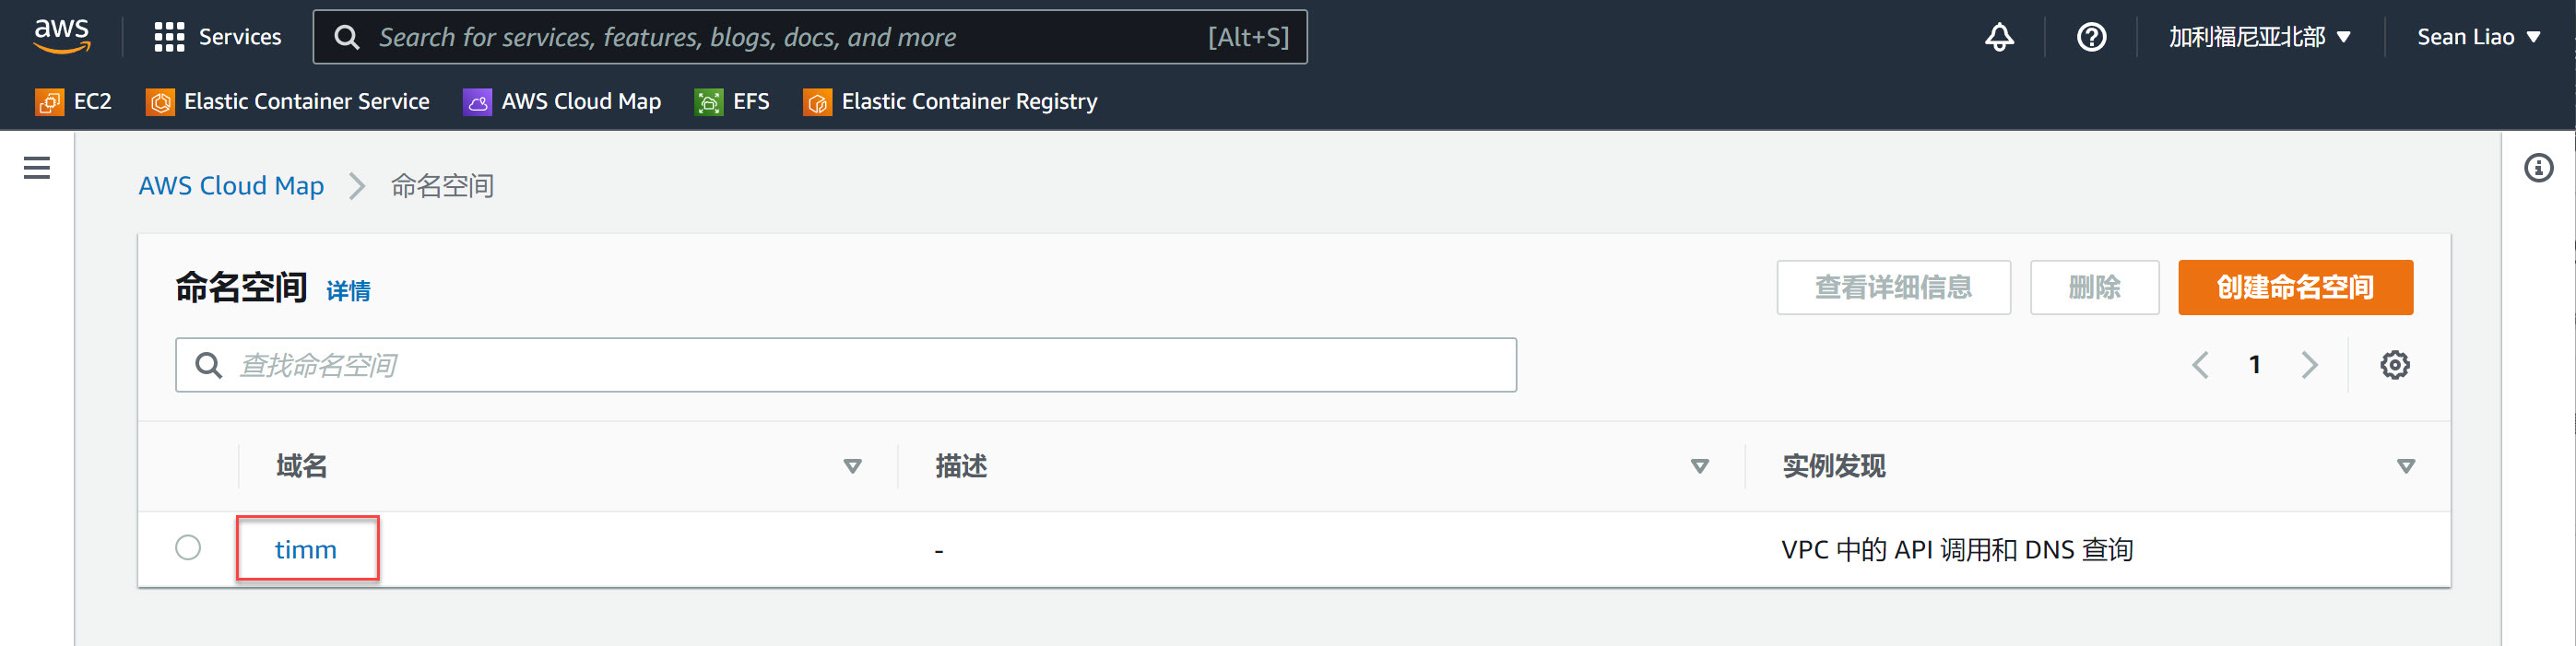 aws Services Search for services, features, blogs, docs, and more [Alt+S] 加利福尼亚北部 Sean Liao
EC2 Elastic Container Service AWS Cloud Map EFS Elastic Container Registry
AWS Cloud Map 命名空间
命名空间 详情 查看详细信息 删除 创建命名空间
查找命名空间 1
域名 描述 实例发现
timm - VPC 中的 API 调用和 DNS 查询